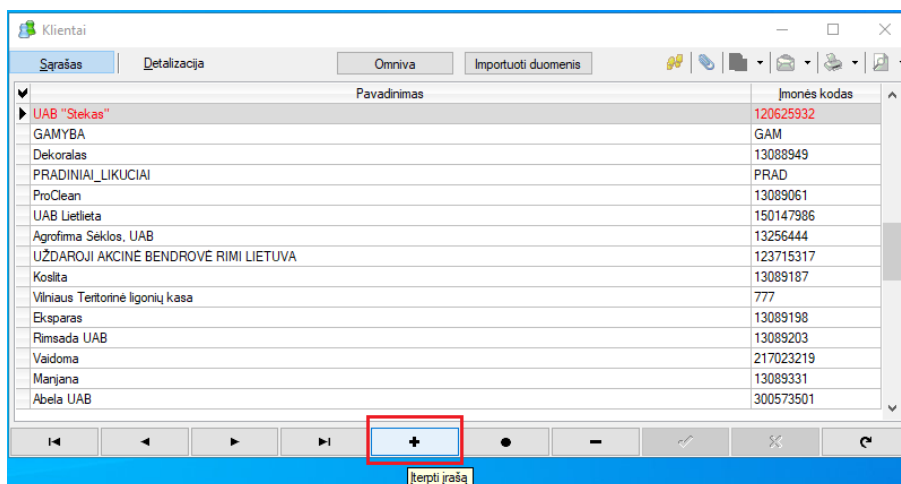 Klientai
Sąrašas Detalizacija Omniva Importuoti duomenis
Pavadinimas Įmonės kodas
UAB "Stekas" 120625932
GAMYBA GAM
Dekoralas 13088949
PRADINIAI_LIKUCIAI PRAD
ProClean 13089061
UAB Lietlieta 150147986
Agrofirma Sėklos, UAB 13256444
UŽDAROJI AKCINĖ BENDROVĖ RIMI LIETUVA 123715317
Koslita 13089187
Vilniaus Teritorinė ligonių kasa 777
Eksparas 13089198
Rimsada UAB 13089203
Vaidoma 217023219
Manjana 13089331
Abela UAB 300573501
Įterpti įrašą